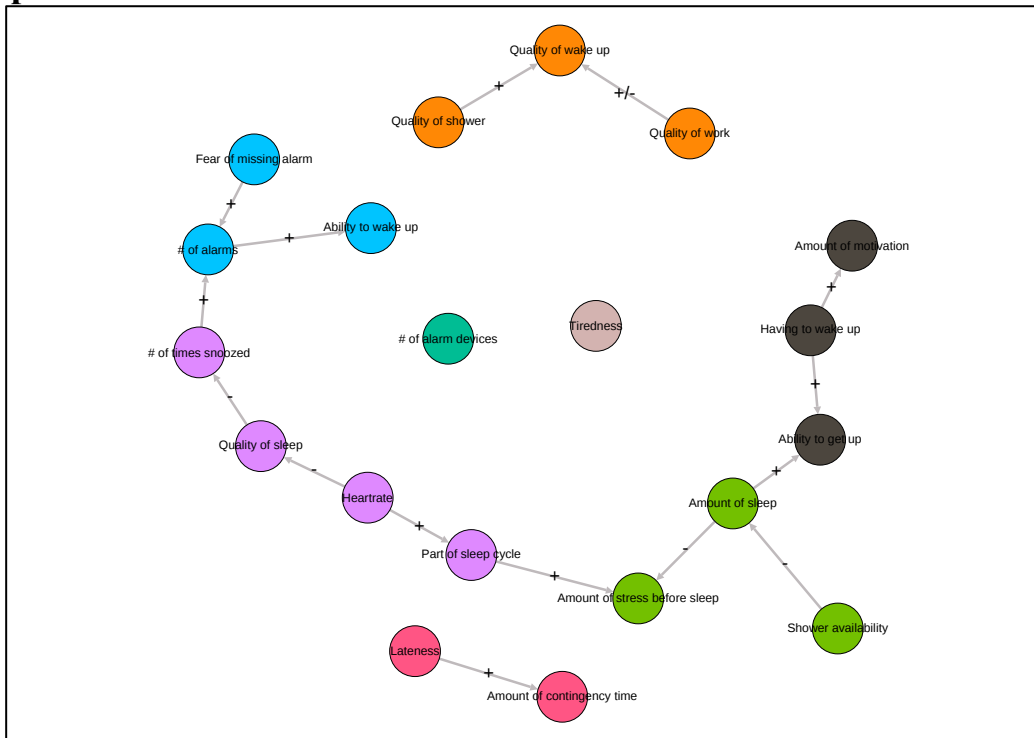 Quality of wake up
+
+/-
Quality of shower
Quality of work
Fear of missing alarm
+
Ability to wake up
+
# of alarms
Amount of motivation
+
+
Having to wake up
Tiredness
# of alarm devices
# of times snoozed
+
-
Ability to get up
Quality of sleep
-
+
Heartrate
Amount of sleep
+
-
Part of sleep cycle
-
+
Amount of stress before sleep
Shower availability
Lateness
+
Amount of contingency time